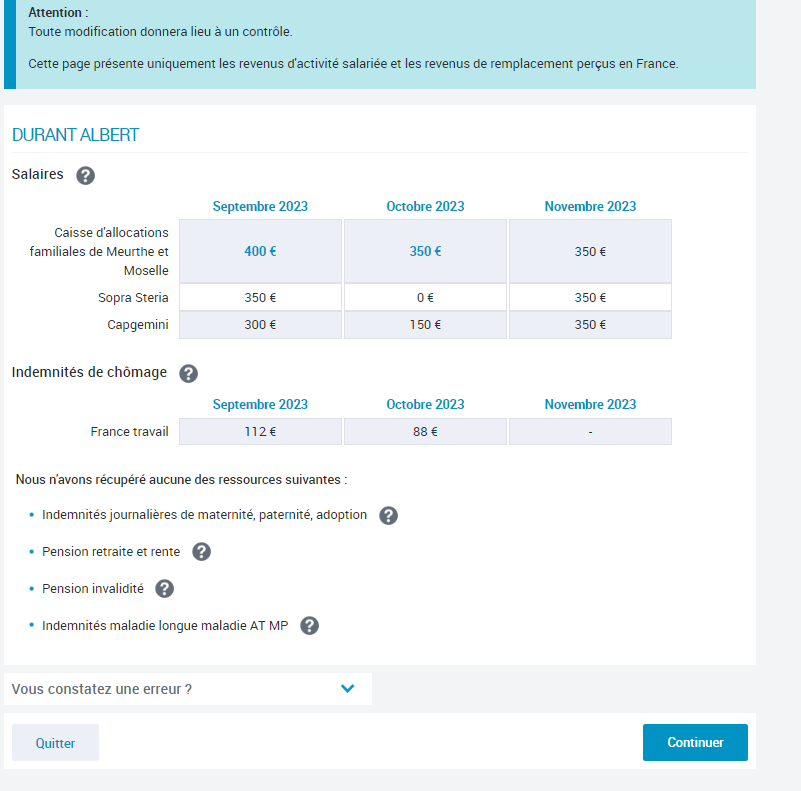 Attention :
Toute modification donnera lieu à un contrôle.
Cette page présente uniquement les revenus d'activité salariée et les revenus de remplacement perçus en France.
DURANT ALBERT
Salaires ?
Septembre 2023 Octobre 2023 Novembre 2023
Caisse d'allocations
familiales de Meurthe et
Moselle
400 € 350 € 350 €
Sopra Steria 350 € 0 € 350 €
Capgemini 300 € 150 € 350 €
Indemnités de chômage ?
Septembre 2023 Octobre 2023 Novembre 2023
France travail 112 € 88 € -
Nous n'avons récupéré aucune des ressources suivantes :
• Indemnités journalières de maternité, paternité, adoption ?
• Pension retraite et rente ?
• Pension invalidité ?
• Indemnités maladie longue maladie AT MP ?
Vous constatez une erreur ?
Quitter Continuer